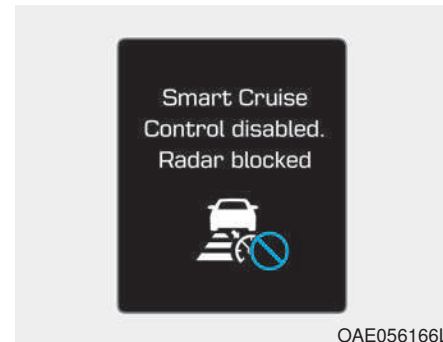 Smart Cruise
Control disabled.
Radar blocked
OAE056166L